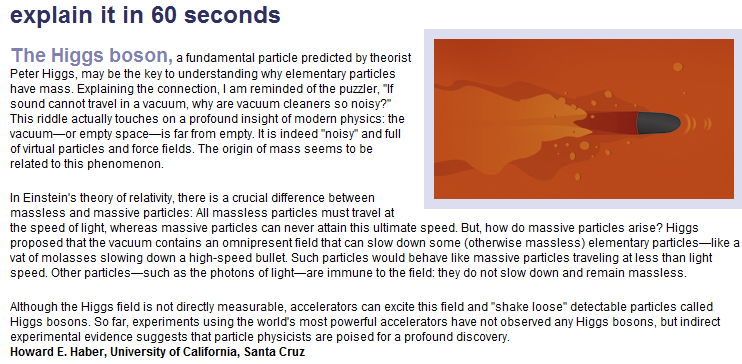 explain it in 60 seconds
The Higgs boson, a fundamental particle predicted by theorist
Peter Higgs, may be the key to understanding why elementary particles
have mass. Explaining the connection, I am reminded of the puzzler, "If
sound cannot travel in a vacuum, why are vacuum cleaners so noisy?"
This riddle actually touches on a profound insight of modern physics: the
vacuum—or empty space—is far from empty. It is indeed "noisy" and full
of virtual particles and force fields. The origin of mass seems to be
related to this phenomenon.
In Einstein's theory of relativity, there is a crucial difference between
massless and massive particles: All massless particles must travel at
the speed of light, whereas massive particles can never attain this ultimate speed. But, how do massive particles arise? Higgs
proposed that the vacuum contains an omnipresent field that can slow down some (otherwise massless) elementary particles—like a
vat of molasses slowing down a high-speed bullet. Such particles would behave like massive particles traveling at less than light
speed. Other particles—such as the photons of light—are immune to the field: they do not slow down and remain massless.
Although the Higgs field is not directly measurable, accelerators can excite this field and "shake loose" detectable particles called
Higgs bosons. So far, experiments using the world's most powerful accelerators have not observed any Higgs bosons, but indirect
experimental evidence suggests that particle physicists are poised for a profound discovery.
Howard E. Haber, University of California, Santa Cruz